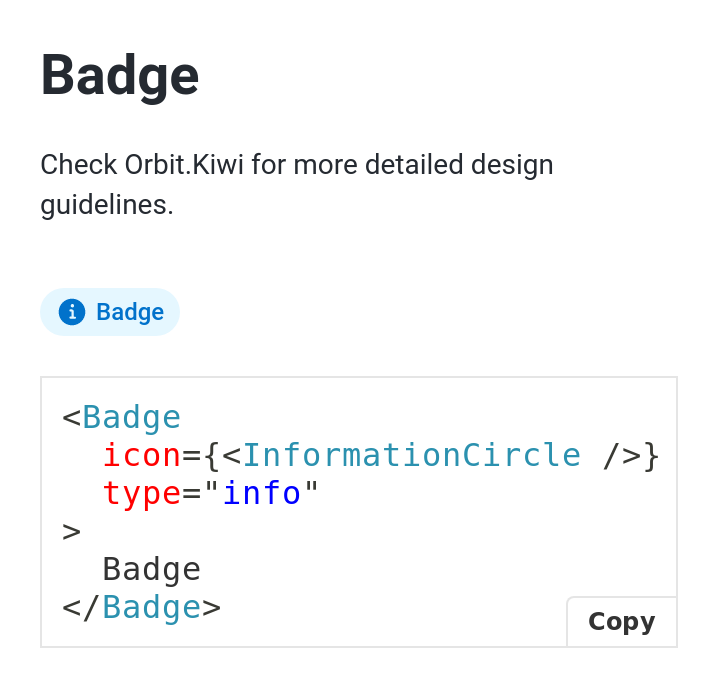 Badge
Check Orbit.Kiwi for more detailed design
guidelines.
Badge
<Badge
  icon={<InformationCircle />}
  type="info"
>
  Badge
</Badge>
Copy